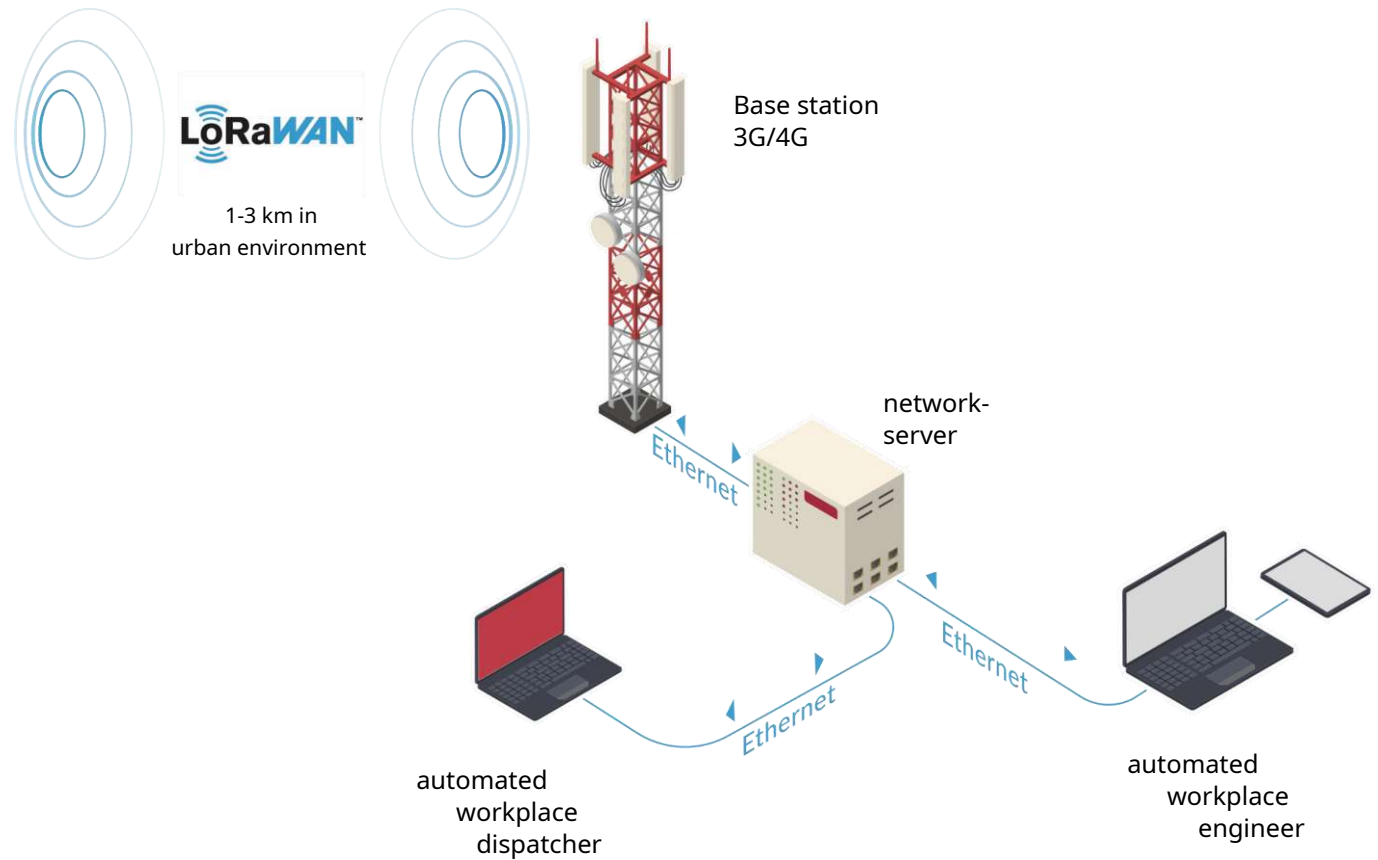 LoRaWAN™
1-3 km in
urban environment
Base station
3G/4G
network-
server
Ethernet
Ethernet
Ethernet
automated
workplace
dispatcher
automated
workplace
engineer